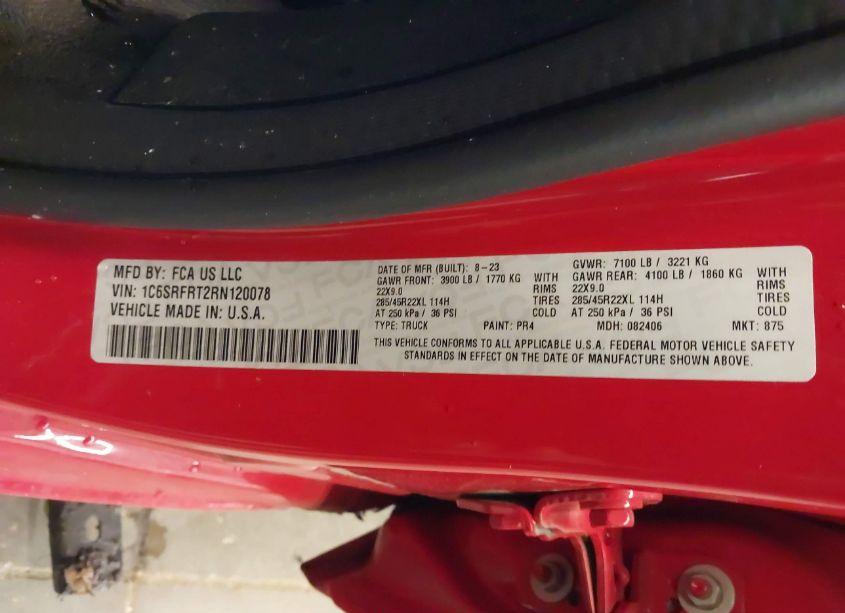 MFD BY: FCA US LLC
VIN: 1C6SRFRT2RN120078
VEHICLE MADE IN: U.S.A.
DATE OF MFR (BUILT): 8-23
GAWR FRONT: 3900 LB / 1770 KG WITH
22X9.0 RIMS
285/45R22XL 114H TIRES
AT 250 kPa / 36 PSI COLD
TYPE: TRUCK PAINT: PR4
GVWR: 7100 LB / 3221 KG
GAWR REAR: 4100 LB / 1860 KG WITH
22X9.0 RIMS
285/45R22XL 114H TIRES
AT 250 kPa / 36 PSI COLD
MDH: 082406 MKT: 875
THIS VEHICLE CONFORMS TO ALL APPLICABLE U.S.A. FEDERAL MOTOR VEHICLE SAFETY
STANDARDS IN EFFECT ON THE DATE OF MANUFACTURE SHOWN ABOVE.